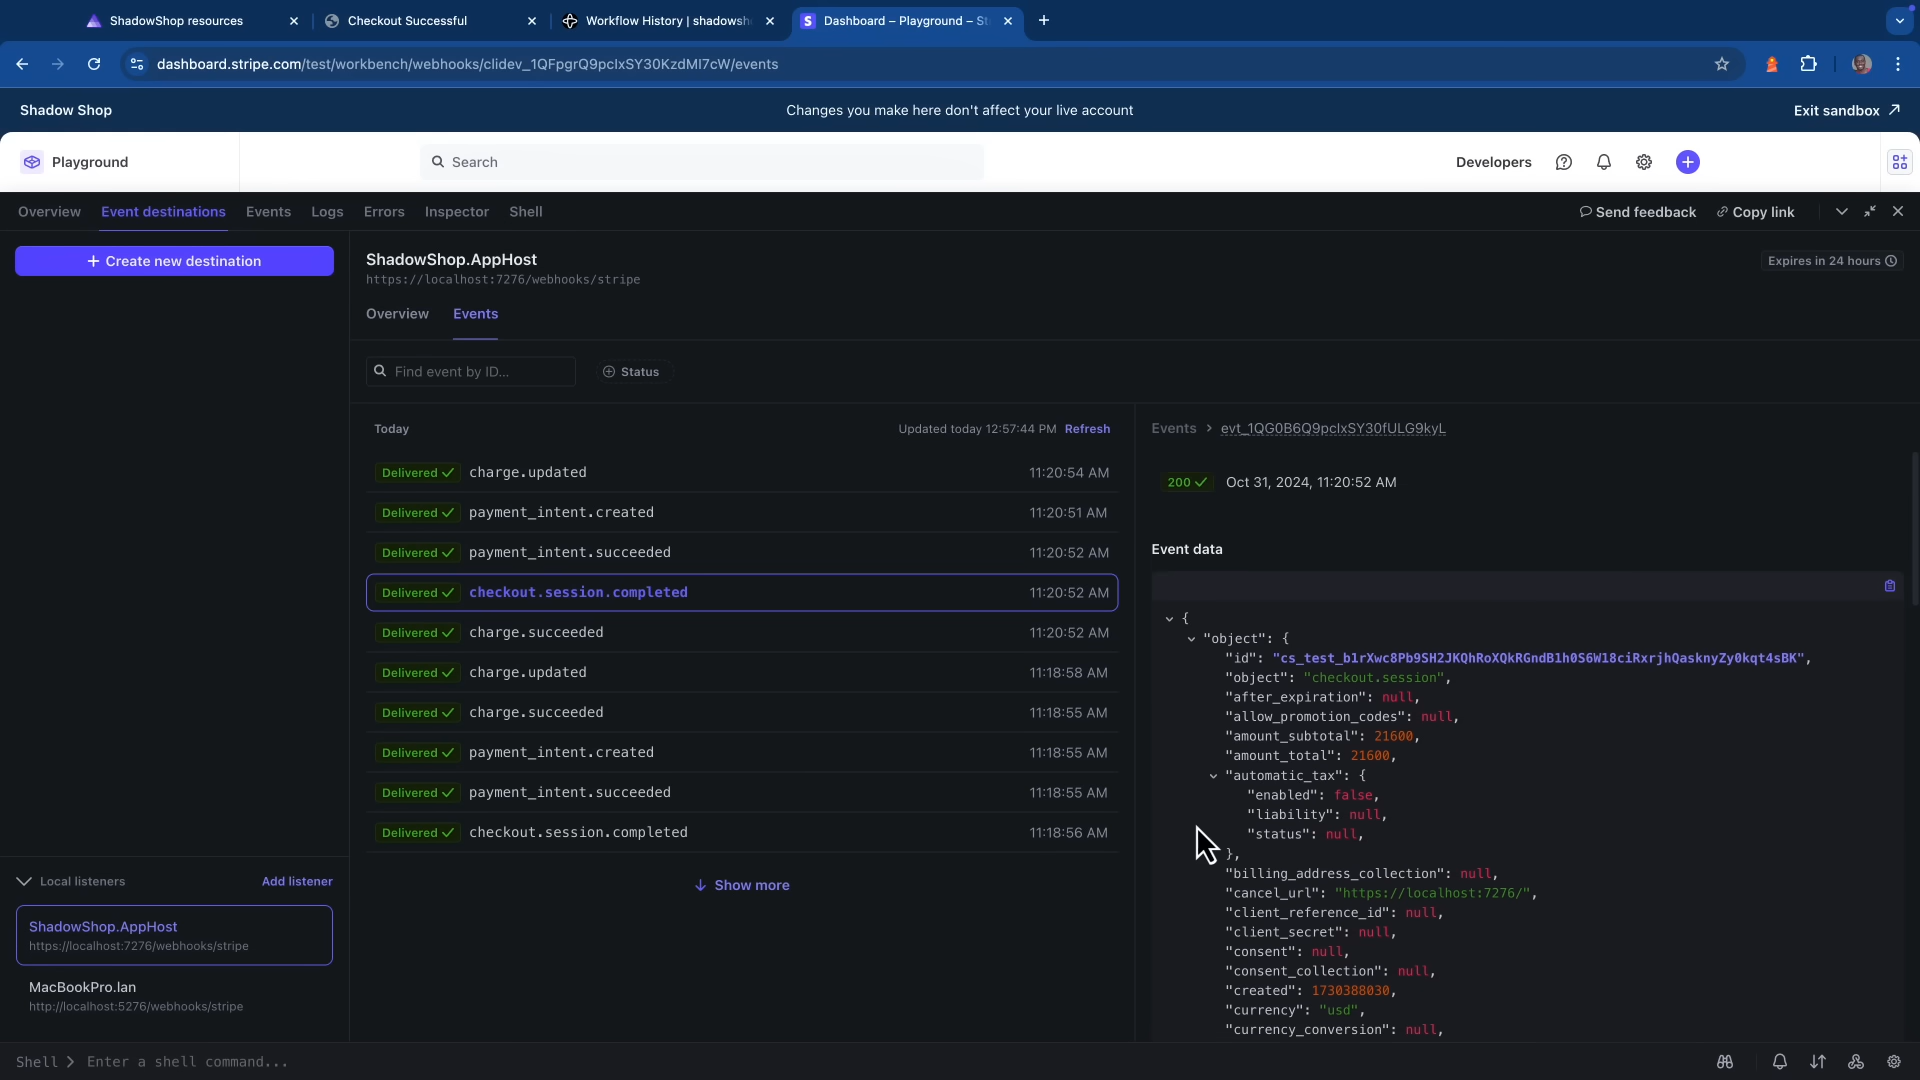 ShadowShop resources
Checkout Successful
Workflow History | shadowsh
Dashboard – Playground – St
dashboard.stripe.com/test/workbench/webhooks/clidev_1QFpgrQ9pclxSY30KzdMI7cW/events
Shadow Shop
Changes you make here don't affect your live account
Exit sandbox
Playground
Search
Developers
Overview
Event destinations
Events
Logs
Errors
Inspector
Shell
Send feedback
Copy link
+ Create new destination
ShadowShop.AppHost
https://localhost:7276/webhooks/stripe
Expires in 24 hours
Overview
Events
Find event by ID...
Status
Today
Updated today 12:57:44 PM Refresh
Delivered ✓ charge.updated 11:20:54 AM
Delivered ✓ payment_intent.created 11:20:51 AM
Delivered ✓ payment_intent.succeeded 11:20:52 AM
Delivered ✓ checkout.session.completed 11:20:52 AM
Delivered ✓ charge.succeeded 11:20:52 AM
Delivered ✓ charge.updated 11:18:58 AM
Delivered ✓ charge.succeeded 11:18:55 AM
Delivered ✓ payment_intent.created 11:18:55 AM
Delivered ✓ payment_intent.succeeded 11:18:55 AM
Delivered ✓ checkout.session.completed 11:18:56 AM
Show more
Events > evt_1QG0B6Q9pclxSY30fULG9kyL
200 ✓ Oct 31, 2024, 11:20:52 AM
Event data
{
"object": {
"id": "cs_test_b1rXwc8Pb9SH2JKQhRoXQkRGndB1h0S6W18ciRxrjhQasknyZy0kqt4sBK",
"object": "checkout.session",
"after_expiration": null,
"allow_promotion_codes": null,
"amount_subtotal": 21600,
"amount_total": 21600,
"automatic_tax": {
"enabled": false,
"liability": null,
"status": null,
},
"billing_address_collection": null,
"cancel_url": "https://localhost:7276/",
"client_reference_id": null,
"client_secret": null,
"consent": null,
"consent_collection": null,
"created": 1730388030,
"currency": "usd",
"currency_conversion": null,
Local listeners
Add listener
ShadowShop.AppHost
https://localhost:7276/webhooks/stripe
MacBookPro.lan
http://localhost:5276/webhooks/stripe
Shell > Enter a shell command...